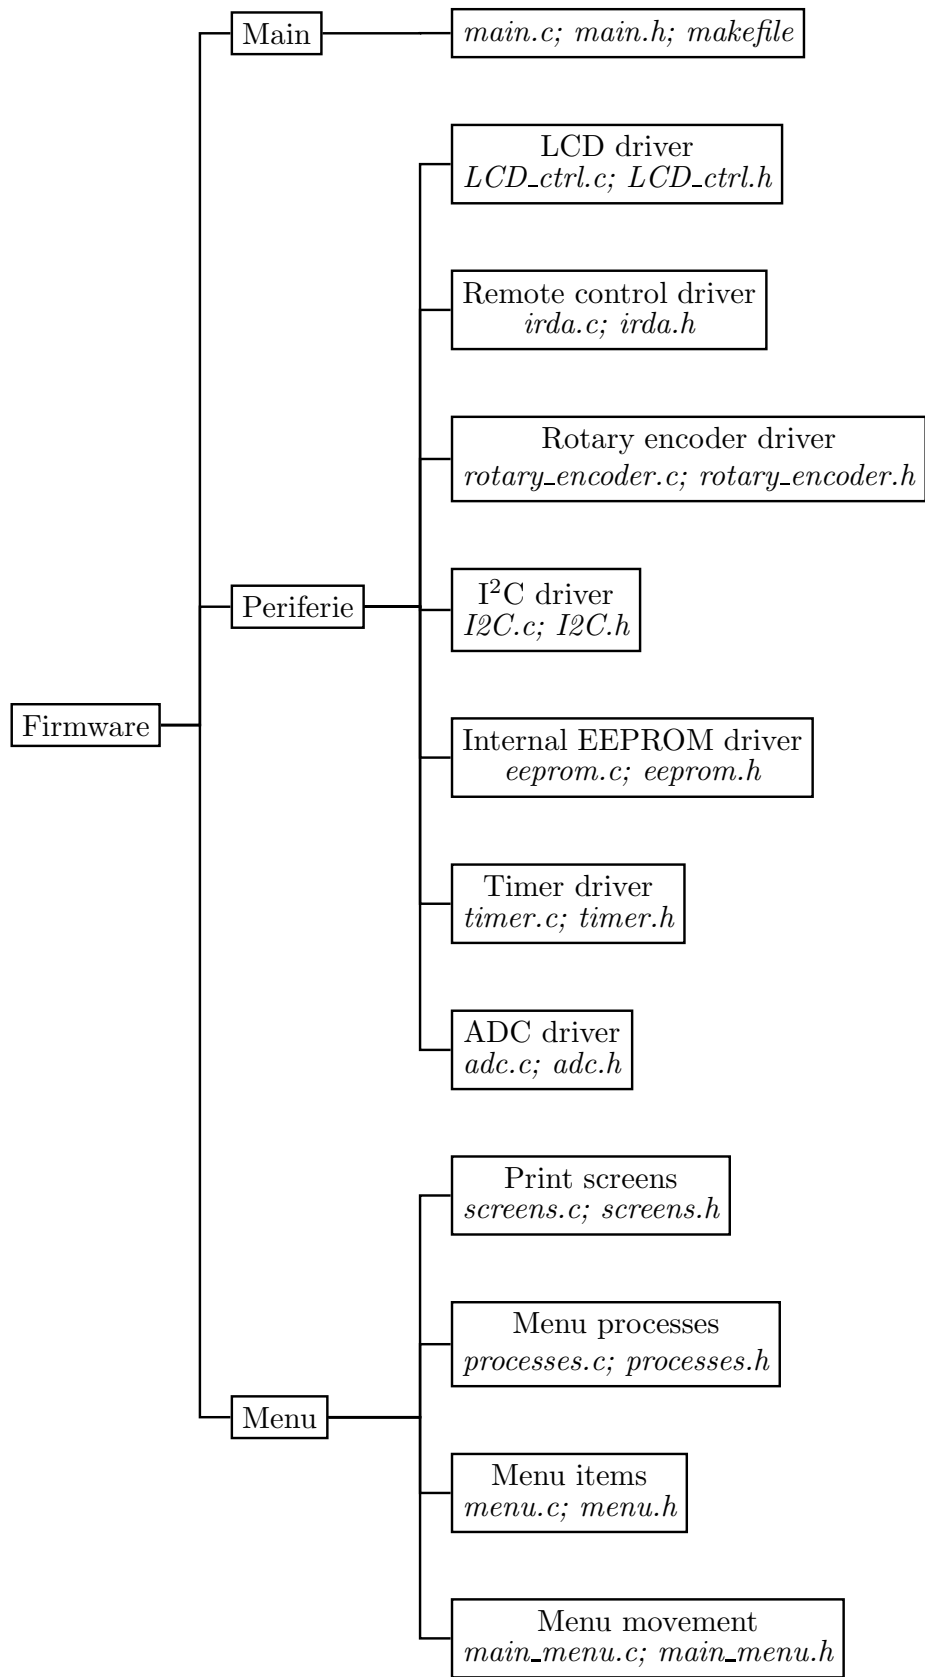 Main
main.c; main.h; makefile
LCD driver
LCD_ctrl.c; LCD_ctrl.h
Remote control driver
irda.c; irda.h
Rotary encoder driver
rotary_encoder.c; rotary_encoder.h
Periferie
I²C driver
I2C.c; I2C.h
Firmware
Internal EEPROM driver
eeprom.c; eeprom.h
Timer driver
timer.c; timer.h
ADC driver
adc.c; adc.h
Print screens
screens.c; screens.h
Menu processes
processes.c; processes.h
Menu
Menu items
menu.c; menu.h
Menu movement
main_menu.c; main_menu.h